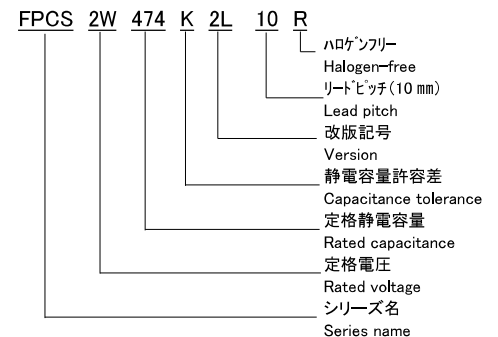 FPCS 2W 474 K 2L 10 R
ﾊﾛｹﾞﾝﾌﾘｰ
Halogen-free
ﾘｰﾄﾞﾋﾟｯﾁ(10 mm)
Lead pitch
改版記号
Version
静電容量許容差
Capacitance tolerance
定格静電容量
Rated capacitance
定格電圧
Rated voltage
シリーズ名
Series name